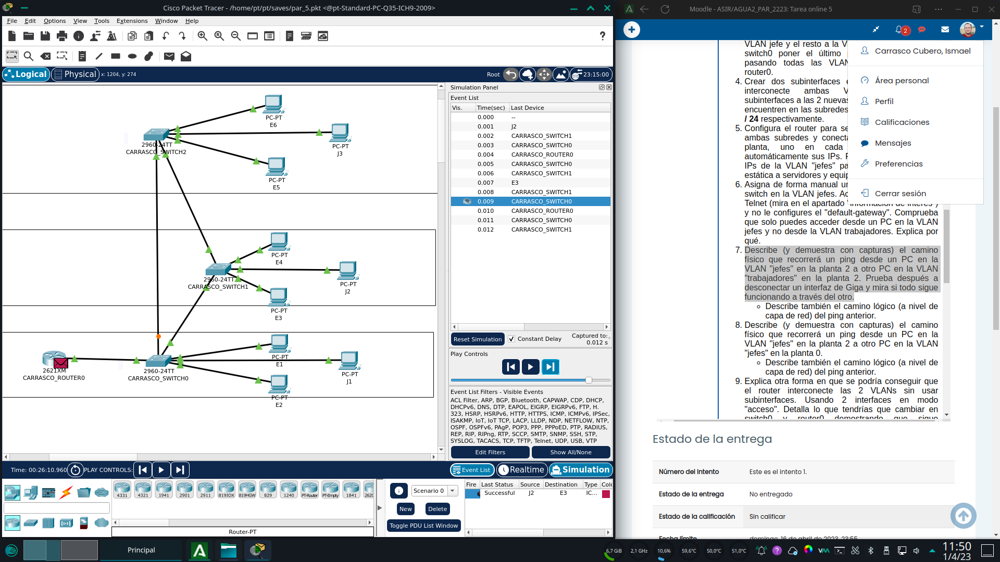 Cisco Packet Tracer - /home/pt/pt/saves/par_5.pkt <@pt-Standard-PC-Q35-ICH9-2009>
File Edit Options View Tools Extensions Window Help
Logical
Physical
x: 1204, y: 274
Root
23:15:00
PC-PT
E6
2960-24TT
CARRASCO_SWITCH2
PC-PT
J3
PC-PT
E5
PC-PT
E4
2960-24TT
CARRASCO_SWITCH1
PC-PT
J2
PC-PT
E3
PC-PT
E1
2621XM
CARRASCO_ROUTER0
2960-24TT
CARRASCO_SWITCH0
PC-PT
J1
PC-PT
E2
Simulation Panel
Event List
Vis. Time(sec) Last Device
0.000 --
0.001 J2
0.002 CARRASCO_SWITCH1
0.003 CARRASCO_SWITCH0
0.004 CARRASCO_ROUTER0
0.005 CARRASCO_SWITCH0
0.006 CARRASCO_SWITCH1
0.007 E3
0.008 CARRASCO_SWITCH1
0.009 CARRASCO_SWITCH0
0.010 CARRASCO_ROUTER0
0.011 CARRASCO_SWITCH0
0.012 CARRASCO_SWITCH1
Reset Simulation
Constant Delay
Captured to:
0.012 s
Play Controls
Event List Filters - Visible Events
ACL Filter, ARP, BGP, Bluetooth, CAPWAP, CDP, DHCP,
DHCPv6, DNS, DTP, EAPOL, EIGRP, EIGRPv6, FTP, H.
323, HSRP, HSRPv6, HTTP, HTTPS, ICMP, ICMPv6, IPSec,
ISAKMP, IoT, IoT TCP, LACP, LLDP, NDP, NETFLOW, NTP,
OSPF, OSPFv6, PAgP, POP3, PPP, PPPoED, PTP, RADIUS,
REP, RIP, RIPng, RTP, SCCP, SMTP, SNMP, SSH, STP,
SYSLOG, TACACS, TCP, TFTP, Telnet, UDP, USB, VTP
Edit Filters
Show All/None
Time: 00:26:10.960
PLAY CONTROLS:
Event List
Realtime
Simulation
4331 4321 1941 2901 2911 819IOX 819HGW 829 1240 PT-Router PT-Empty 1841
Router-PT
Scenario 0
New
Delete
Toggle PDU List Window
Fire Last Status Source Destination Type
Successful J2 E3 IC...
Moodle - ASIR/AGUA2_PAR_2223: Tarea online 5
2
Carrasco Cubero, Ismael
Área personal
Perfil
Calificaciones
Mensajes
Preferencias
Cerrar sesión
VLAN jefe y el resto a la
switch0 poner el último
pasando todas las
router0.
4. Crear dos subinterfaces
interconecte ambas
subinterfaces a las 2 nuevas
encuentren en las subredes
/ 24 respectivamente.
5. Configura el router para
ambas subredes y
planta, uno en cada
automáticamente sus IPs.
IPs de la VLAN "jefes"
estática a servidores y
6. Asigna de forma manual
switch en la VLAN jefes.
Telnet (mira en el apartado "información de interés")
y no le configures el "default-gateway". Comprueba
que solo puedes acceder desde un PC en la VLAN
jefes y no desde la VLAN trabajadores. Explica por
qué.
7. Describe (y demuestra con capturas) el camino
físico que recorrerá un ping desde un PC en la
VLAN "jefes" en la planta 2 a otro PC en la VLAN
"trabajadores" en la planta 2. Prueba después a
desconectar un interfaz de Giga y mira si todo sigue
funcionando a través del otro.
Describe también el camino lógico (a nivel de
capa de red) del ping anterior.
8. Describe (y demuestra con capturas) el camino
físico que recorrerá un ping desde un PC en la
VLAN "jefes" en la planta 2 a otro PC en la VLAN
"jefes" en la planta 0.
Describe también el camino lógico (a nivel de
capa de red) del ping anterior.
9. Explica otra forma en que se podría conseguir que
el router interconecte las 2 VLANs sin usar
subinterfaces. Usando 2 interfaces en modo
"acceso". Detalla lo que tendrías que cambiar en
switch0 y router0 demostrando que sigue
Estado de la entrega
Número del intento Este es el intento 1.
Estado de la entrega No entregado
Estado de la calificación Sin calificar
Fecha límite domingo, 16 de abril de 2023, 23:55
Principal
6,7 GiB
2,1 GHz
10,6%
59,6°C
50,0°C
51,0°C
11:50
1/4/23